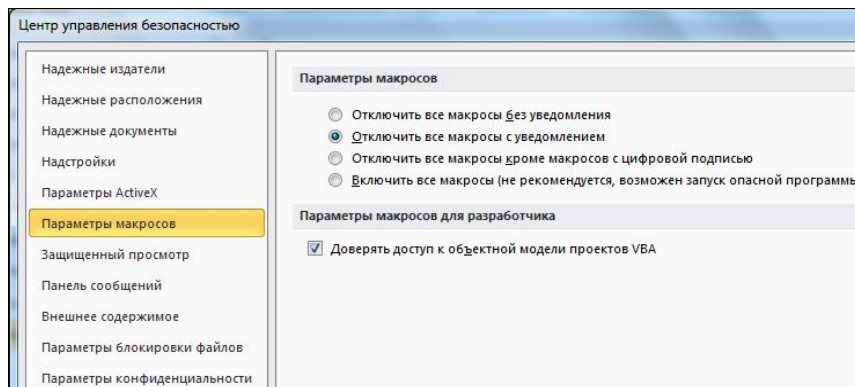 Центр управления безопасностью
Надежные издатели
Надежные расположения
Надежные документы
Надстройки
Параметры ActiveX
Параметры макросов
Защищенный просмотр
Панель сообщений
Внешнее содержимое
Параметры блокировки файлов
Параметры конфиденциальности
Параметры макросов
Отключить все макросы без уведомления
Отключить все макросы с уведомлением
Отключить все макросы кроме макросов с цифровой подписью
Включить все макросы (не рекомендуется, возможен запуск опасной программы
Параметры макросов для разработчика
Доверять доступ к объектной модели проектов VBA